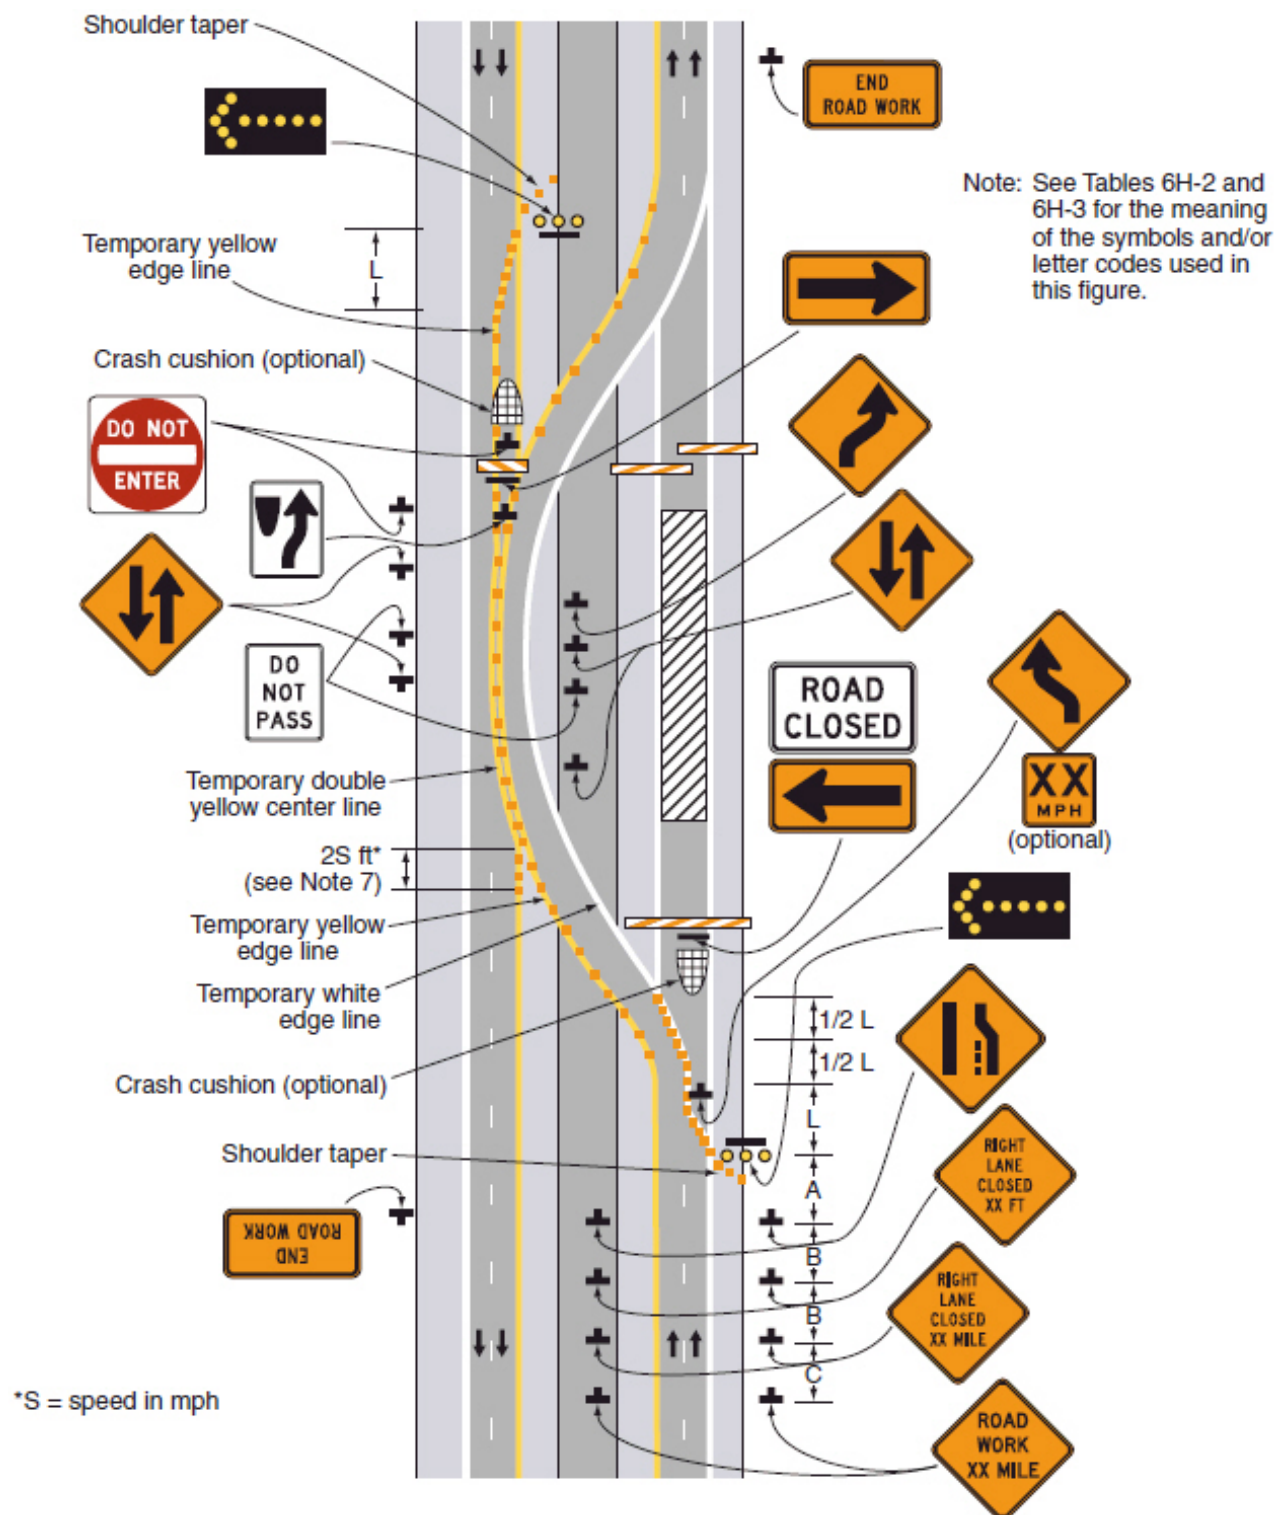 Shoulder taper
END
ROAD WORK
Note: See Tables 6H-2 and
6H-3 for the meaning
of the symbols and/or
letter codes used in
this figure.
Temporary yellow
edge line
L
Crash cushion (optional)
DO NOT
ENTER
DO
NOT
PASS
ROAD
CLOSED
XX
MPH
(optional)
Temporary double
yellow center line
2S ft*
(see Note 7)
Temporary yellow
edge line
Temporary white
edge line
Crash cushion (optional)
1/2 L
1/2 L
L
Shoulder taper
A
RIGHT
LANE
CLOSED
XX FT
END
ROAD WORK
B
B
RIGHT
LANE
CLOSED
XX MILE
C
*S = speed in mph
ROAD
WORK
XX MILE